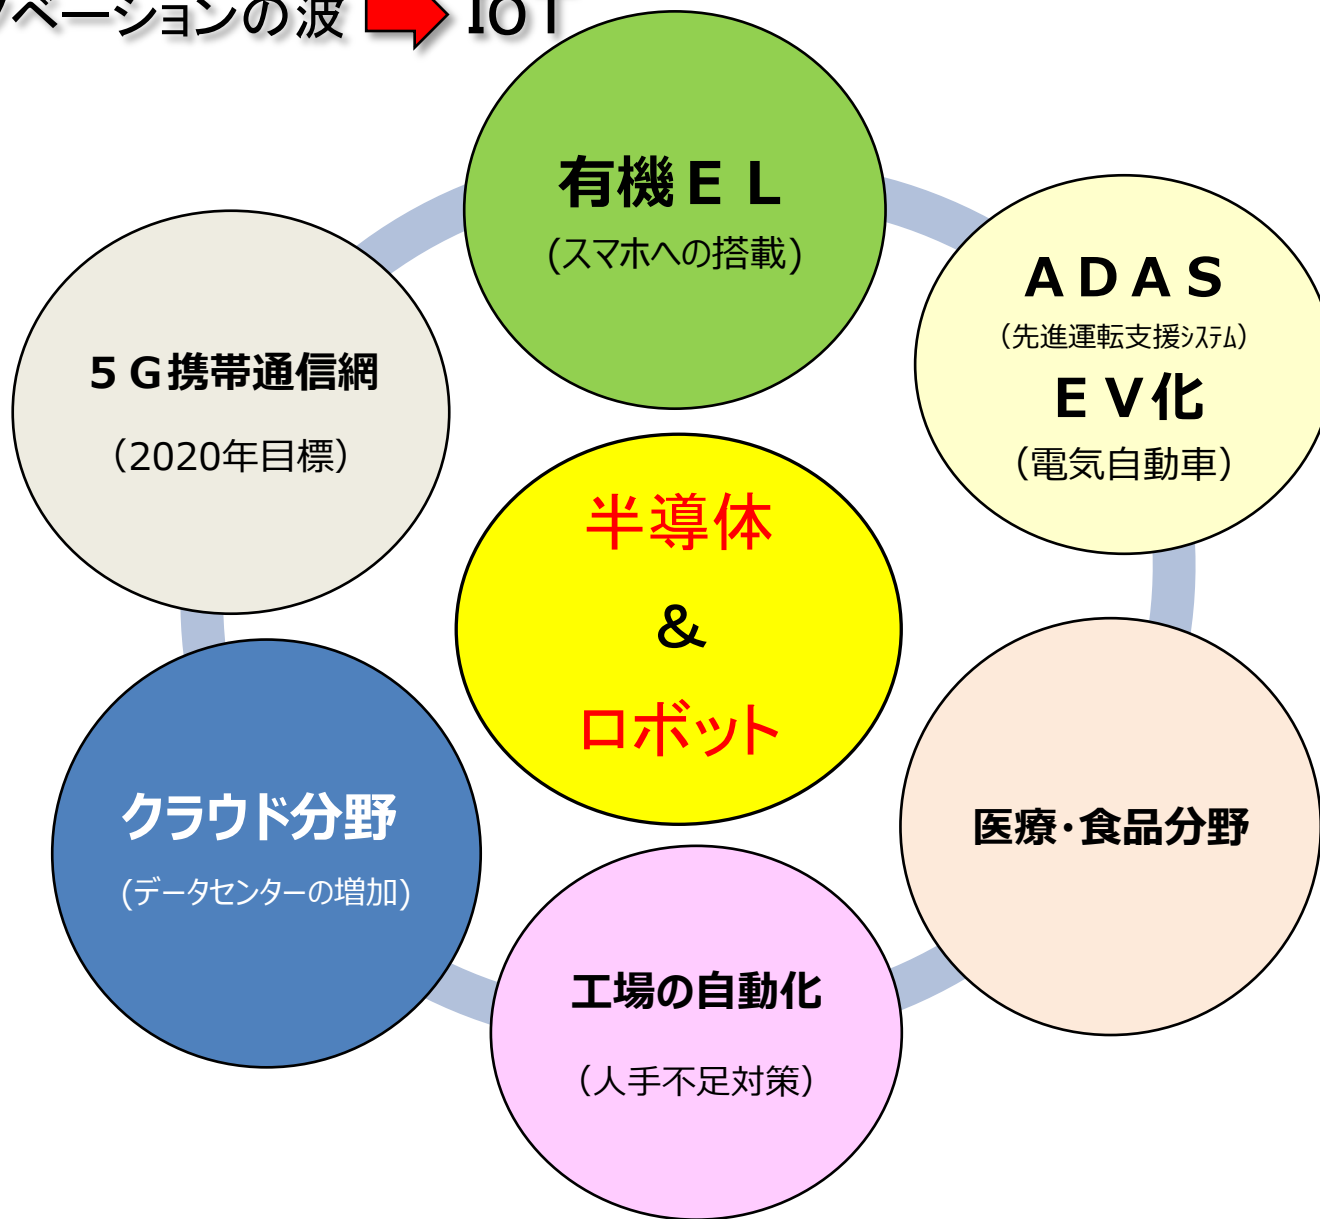 ノベーションの波 IOT
有機ＥＬ
(スマホへの搭載)
ＡＤＡＳ
（先進運転支援ｼｽﾃﾑ）
ＥＶ化
（電気自動車）
５Ｇ携帯通信網
（2020年目標）
半導体
＆
ロボット
クラウド分野
(データセンターの増加)
医療・食品分野
工場の自動化
（人手不足対策）